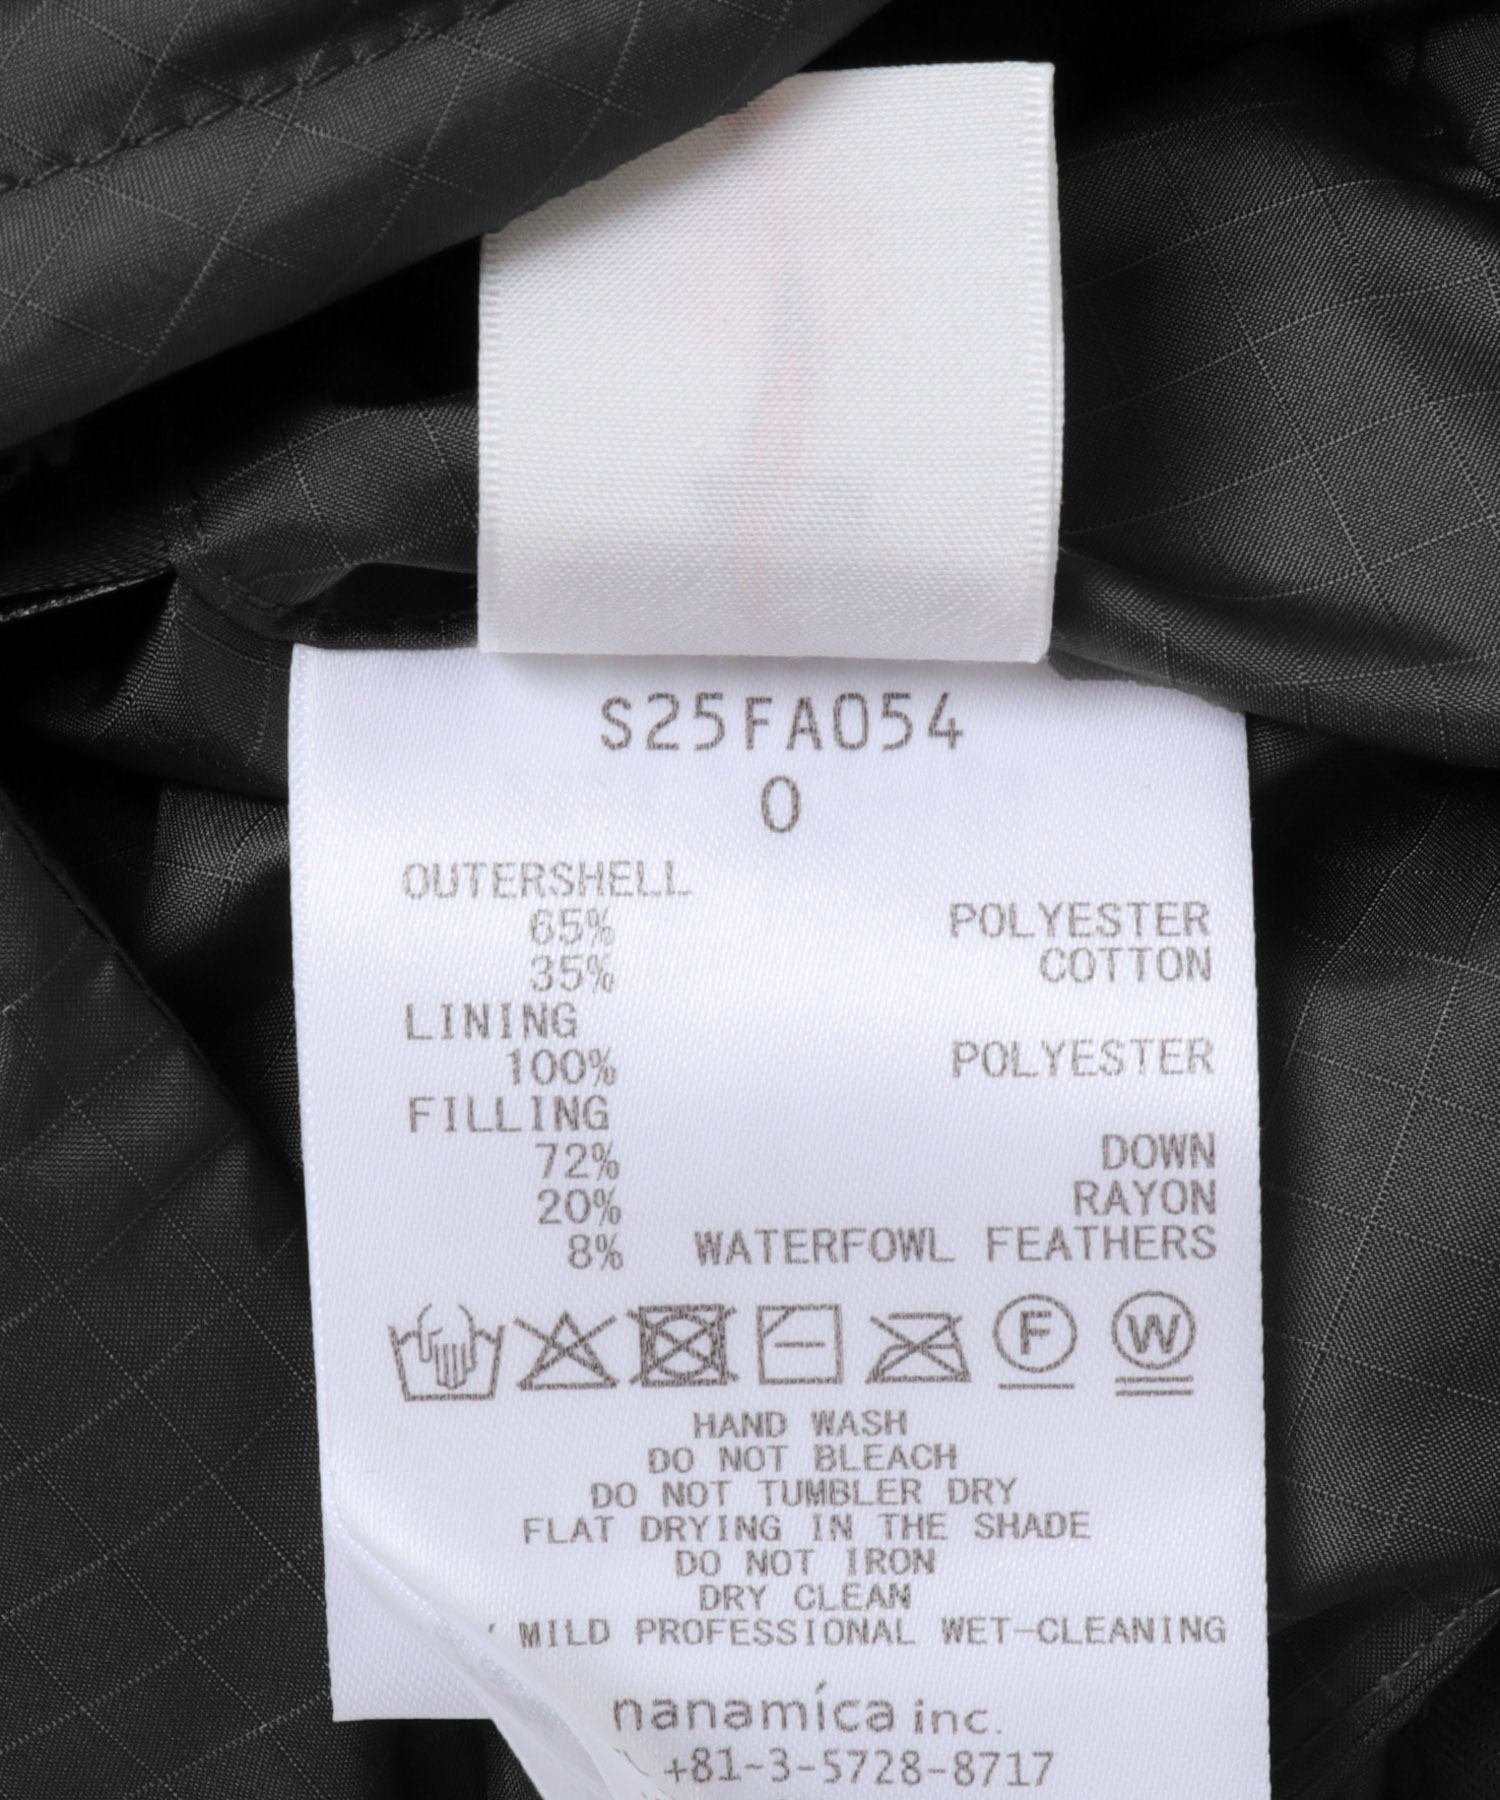 S25FA054
0
OUTERSHELL
65% POLYESTER
35% COTTON
LINING
100% POLYESTER
FILLING
72% DOWN
20% RAYON
8% WATERFOWL FEATHERS
F W
HAND WASH
DO NOT BLEACH
DO NOT TUMBLER DRY
FLAT DRYING IN THE SHADE
DO NOT IRON
DRY CLEAN
MILD PROFESSIONAL WET-CLEANING
nanamíca inc.
+81-3-5728-8717